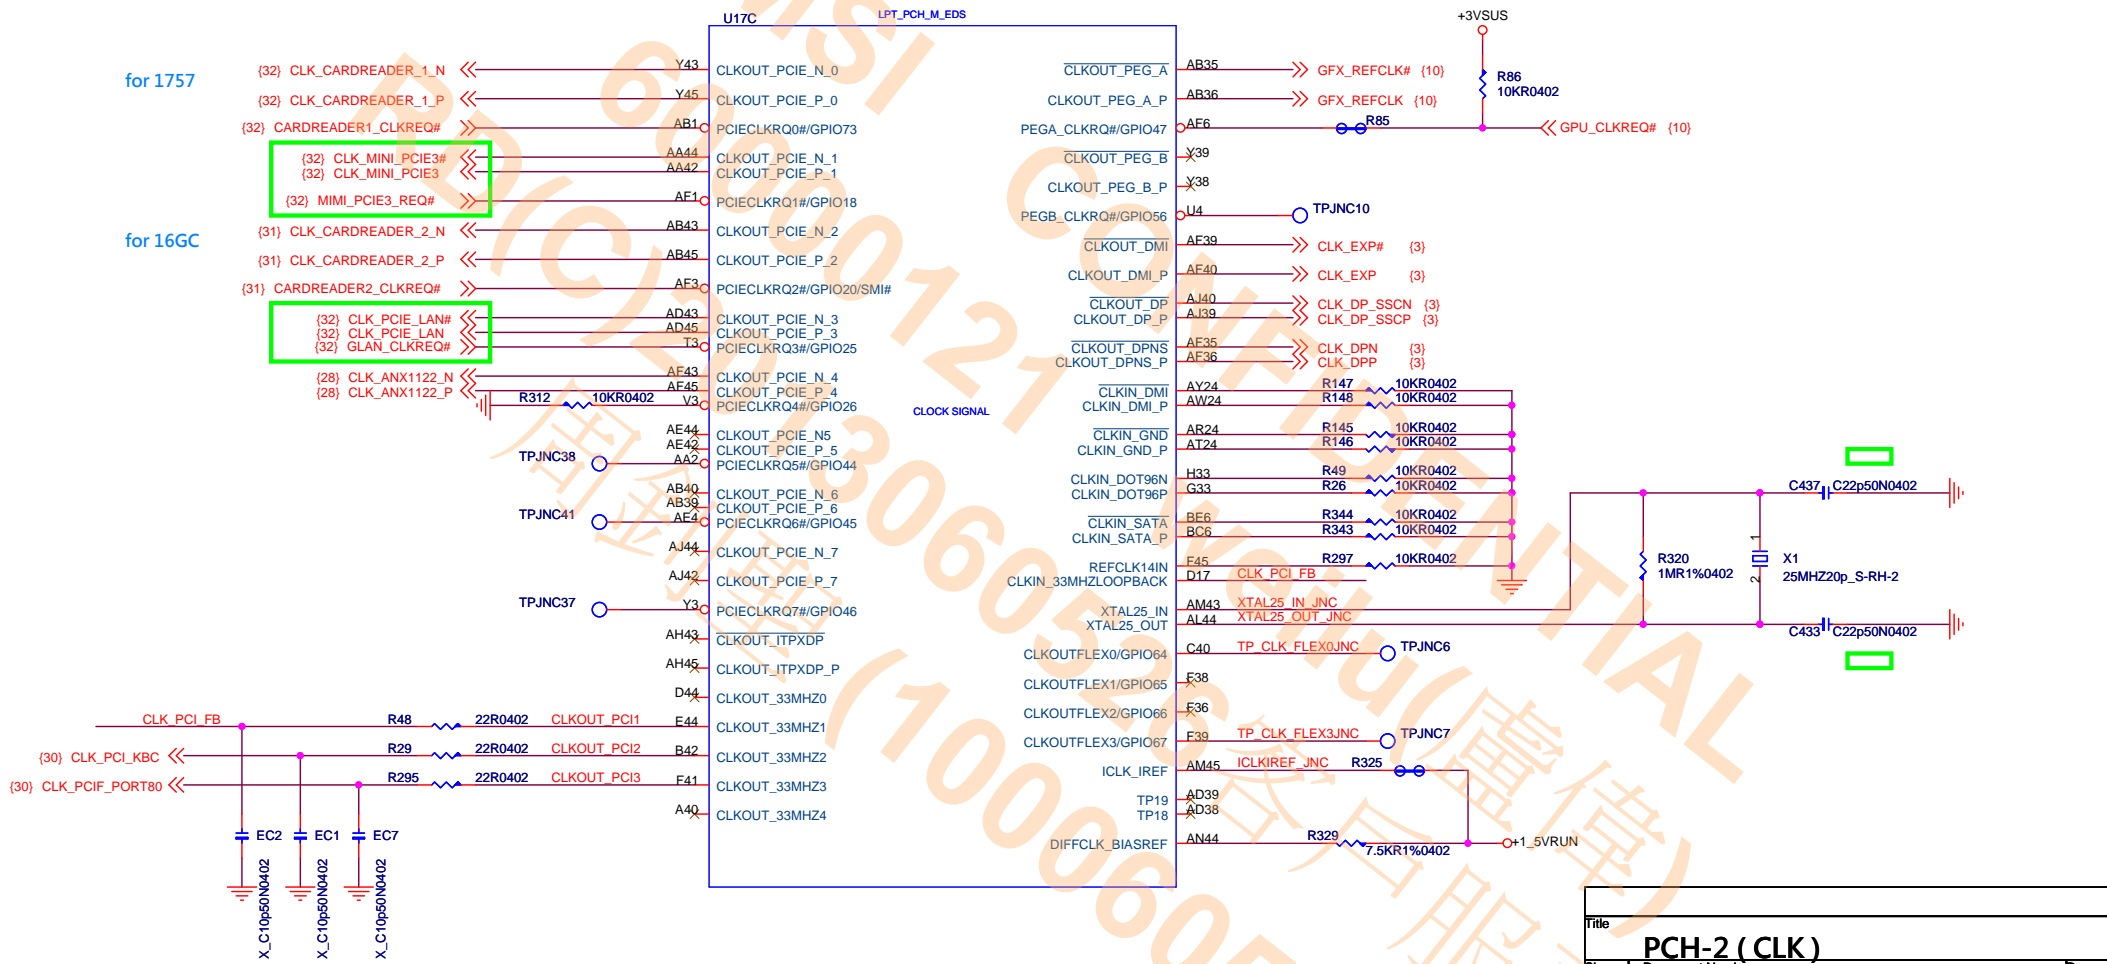 U17C
LPT_PCH_M_EDS
+3VSUS
for 1757
{32} CLK_CARDREADER_1_N
Y43
CLKOUT_PCIE_N_0
{32} CLK_CARDREADER_1_P
Y45
CLKOUT_PCIE_P_0
{32} CARDREADER1_CLKREQ#
AB1
PCIECLKRQ0#/GPIO73
{32} CLK_MINI_PCIE3#
AA44
CLKOUT_PCIE_N_1
{32} CLK_MINI_PCIE3
AA42
CLKOUT_PCIE_P_1
{32} MIMI_PCIE3_REQ#
AF1
PCIECLKRQ1#/GPIO18
for 16GC
{31} CLK_CARDREADER_2_N
AB43
CLKOUT_PCIE_N_2
{31} CLK_CARDREADER_2_P
AB45
CLKOUT_PCIE_P_2
{31} CARDREADER2_CLKREQ#
AF3
PCIECLKRQ2#/GPIO20/SMI#
{32} CLK_PCIE_LAN#
AD43
CLKOUT_PCIE_N_3
{32} CLK_PCIE_LAN
AD45
CLKOUT_PCIE_P_3
{32} GLAN_CLKREQ#
T3
PCIECLKRQ3#/GPIO25
{28} CLK_ANX1122_N
AF43
CLKOUT_PCIE_N_4
{28} CLK_ANX1122_P
AF45
CLKOUT_PCIE_P_4
R312 10KR0402
V3
PCIECLKRQ4#/GPIO26
CLOCK SIGNAL
AE44
CLKOUT_PCIE_N5
AE42
CLKOUT_PCIE_P_5
TPJNC38
AA2
PCIECLKRQ5#/GPIO44
AB40
CLKOUT_PCIE_N_6
AB39
CLKOUT_PCIE_P_6
TPJNC41
AE4
PCIECLKRQ6#/GPIO45
AJ44
CLKOUT_PCIE_N_7
AJ42
CLKOUT_PCIE_P_7
TPJNC37
Y3
PCIECLKRQ7#/GPIO46
AH43
CLKOUT_ITPXDP
AH45
CLKOUT_ITPXDP_P
D44
CLKOUT_33MHZ0
CLK_PCI_FB
R48 22R0402
CLKOUT_PCI1
E44
CLKOUT_33MHZ1
{30} CLK_PCI_KBC
R29 22R0402
CLKOUT_PCI2
B42
CLKOUT_33MHZ2
{30} CLK_PCIF_PORT80
R295 22R0402
CLKOUT_PCI3
F41
CLKOUT_33MHZ3
A40
CLKOUT_33MHZ4
EC2 EC1 EC7
X_C10p50N0402
X_C10p50N0402
X_C10p50N0402
CLKOUT_PEG_A
AB35
GFX_REFCLK# {10}
R86
10KR0402
CLKOUT_PEG_A_P
AB36
GFX_REFCLK {10}
PEGA_CLKRQ#/GPIO47
AF6
R85
GPU_CLKREQ# {10}
CLKOUT_PEG_B
Y39
CLKOUT_PEG_B_P
Y38
PEGB_CLKRQ#/GPIO56
U4
TPJNC10
CLKOUT_DMI
AF39
CLK_EXP# {3}
CLKOUT_DMI_P
AF40
CLK_EXP {3}
CLKOUT_DP
AJ40
CLK_DP_SSCN {3}
CLKOUT_DP_P
AJ39
CLK_DP_SSCP {3}
CLKOUT_DPNS
AF35
CLK_DPN {3}
CLKOUT_DPNS_P
AF36
CLK_DPP {3}
CLKIN_DMI
AY24
R147 10KR0402
CLKIN_DMI_P
AW24
R148 10KR0402
CLKIN_GND
AR24
R145 10KR0402
CLKIN_GND_P
AT24
R146 10KR0402
CLKIN_DOT96N
H33
R49 10KR0402
CLKIN_DOT96P
G33
R26 10KR0402
CLKIN_SATA
BE6
R344 10KR0402
CLKIN_SATA_P
BC6
R343 10KR0402
REFCLK14IN
F45
R297 10KR0402
CLKIN_33MHZLOOPBACK
D17
CLK_PCI_FB
XTAL25_IN
AM43
XTAL25_IN_JNC
XTAL25_OUT
AL44
XTAL25_OUT_JNC
C437 C22p50N0402
R320
1MR1%0402
1
2
X1
25MHZ20p_S-RH-2
C433 C22p50N0402
CLKOUTFLEX0/GPIO64
C40
TP_CLK_FLEX0JNC
TPJNC6
CLKOUTFLEX1/GPIO65
F38
CLKOUTFLEX2/GPIO66
F36
CLKOUTFLEX3/GPIO67
F39
TP_CLK_FLEX3JNC
TPJNC7
ICLK_IREF
AM45
ICLKIREF_JNC
R325
TP19
AD39
TP18
AD38
DIFFCLK_BIASREF
AN44
R329
7.5KR1%0402
+1_5VRUN
Title
PCH-2 ( CLK )
MSI CONFIDENTIAL